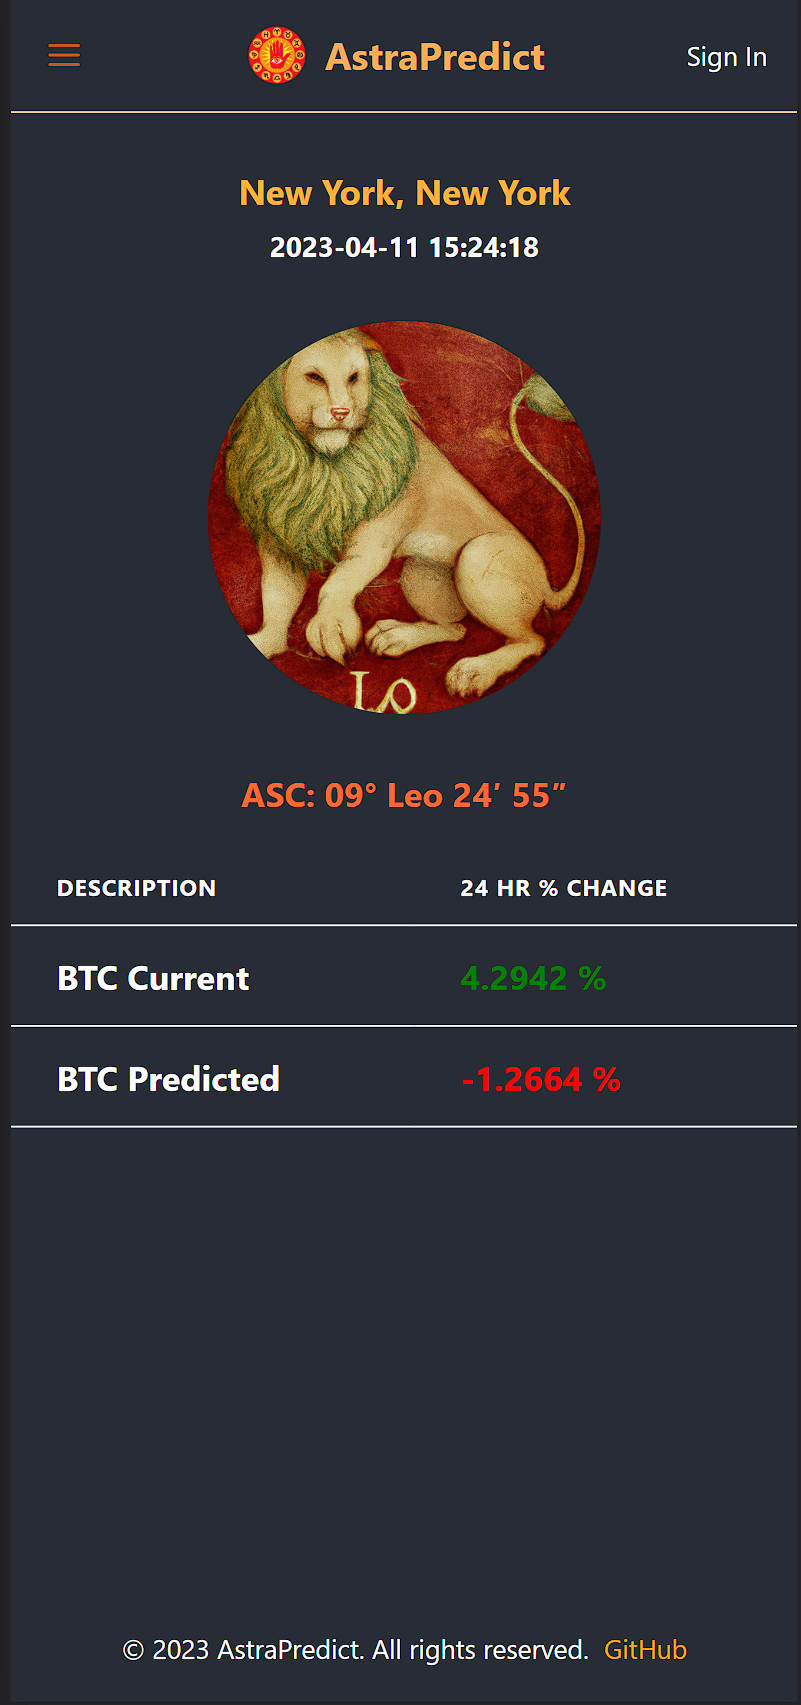 AstraPredict
Sign In
New York, New York
2023-04-11 15:24:18
ASC: 09° Leo 24′ 55″
DESCRIPTION 24 HR % CHANGE
BTC Current 4.2942 %
BTC Predicted -1.2664 %
© 2023 AstraPredict. All rights reserved. GitHub